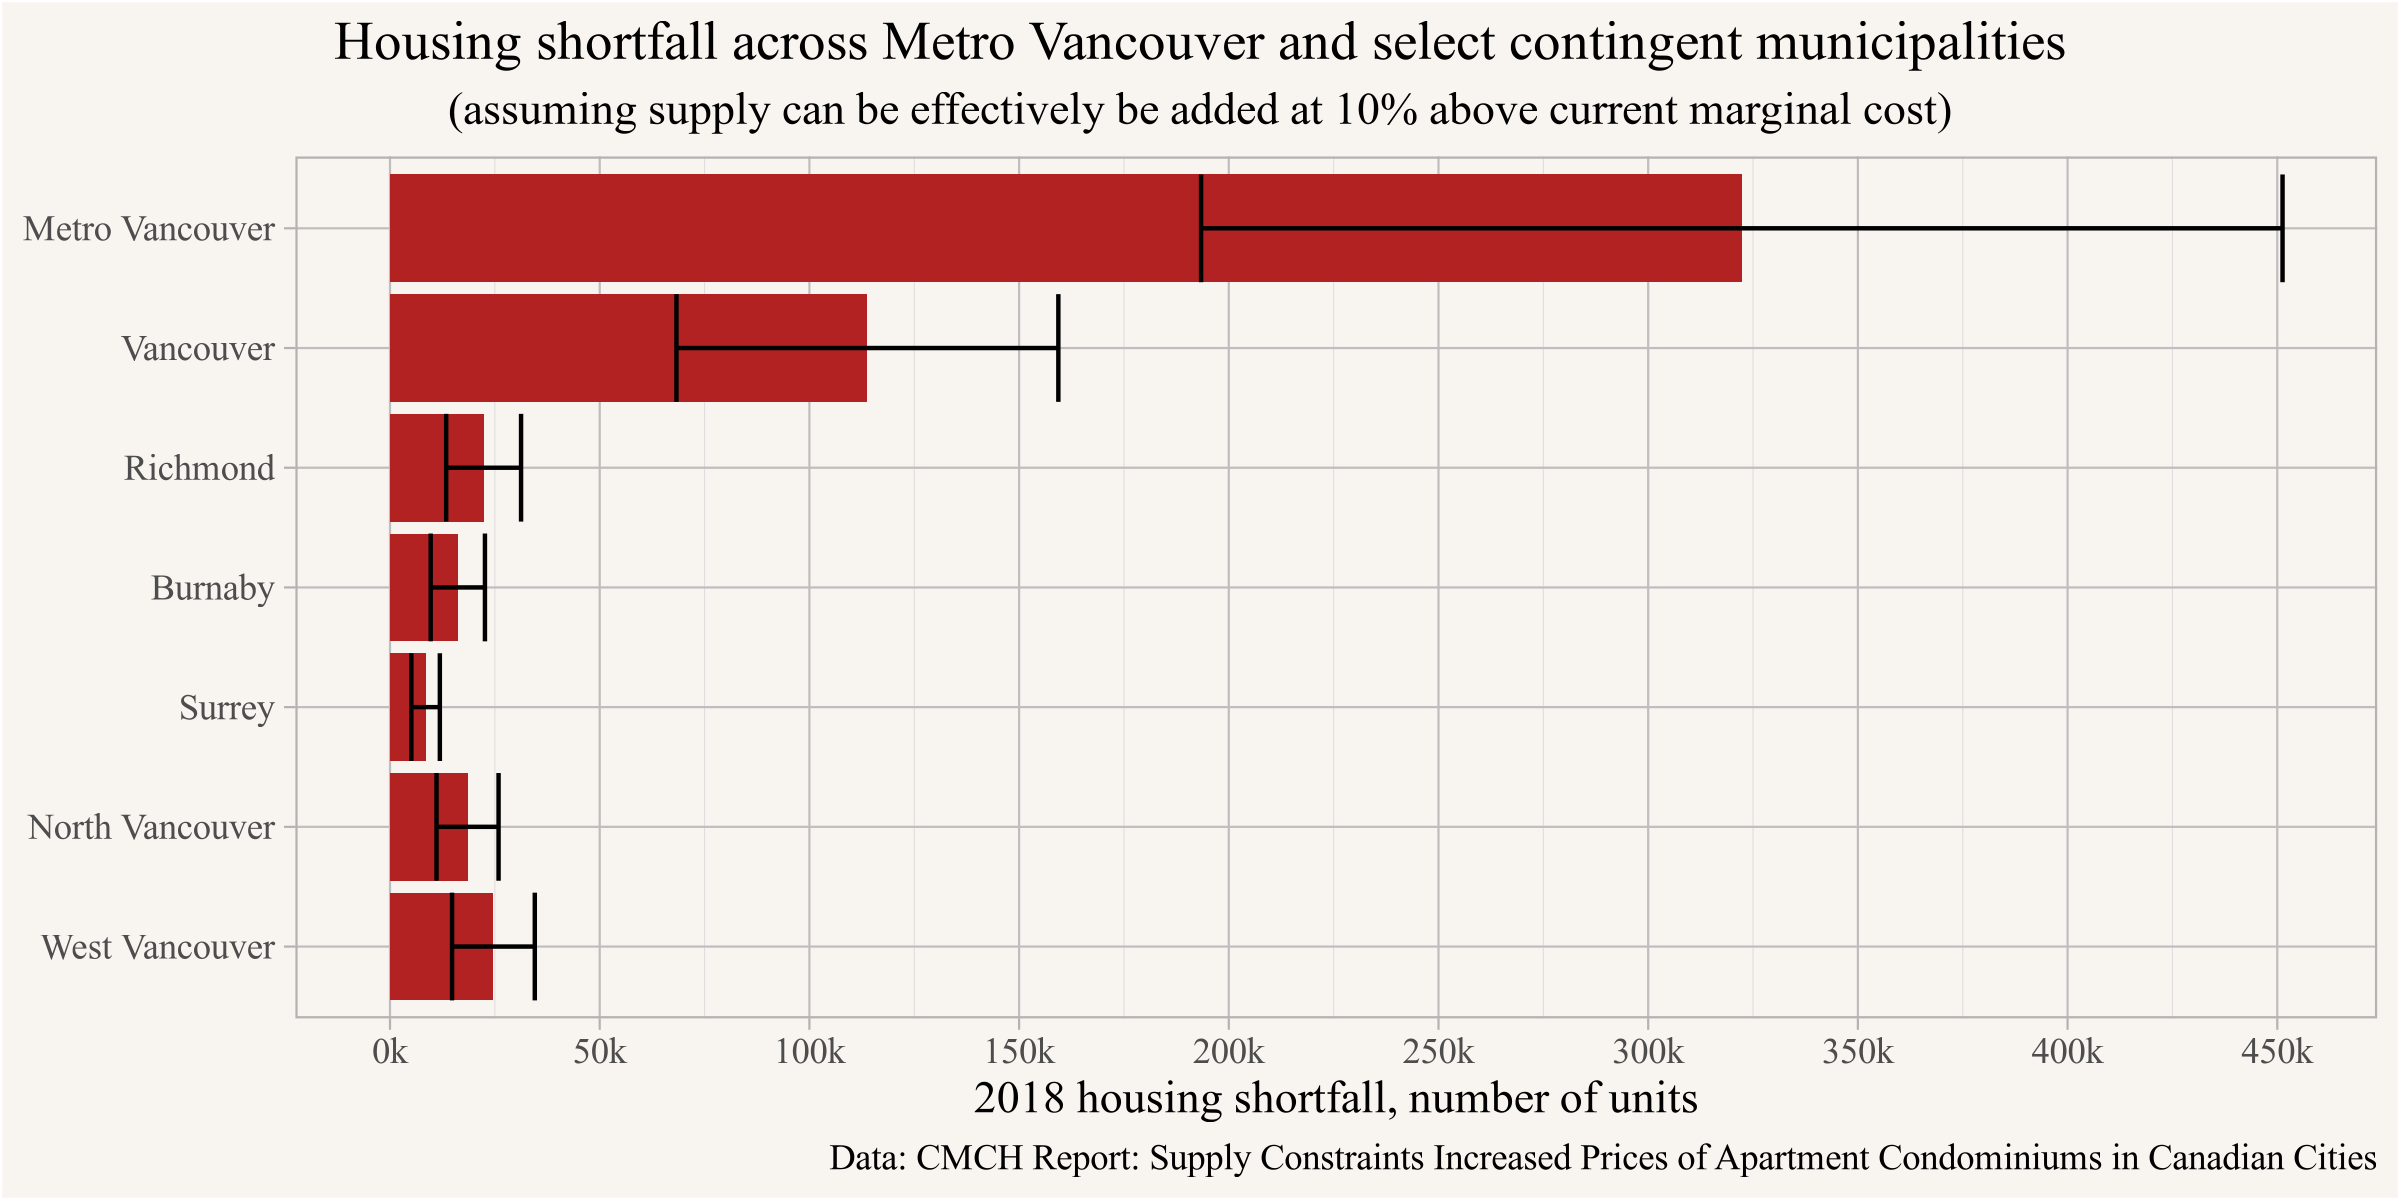 Housing shortfall across Metro Vancouver and select contingent municipalities
(assuming supply can be effectively be added at 10% above current marginal cost)
Metro Vancouver
Vancouver
Richmond
Burnaby
Surrey
North Vancouver
West Vancouver
0k 50k 100k 150k 200k 250k 300k 350k 400k 450k
2018 housing shortfall, number of units
Data: CMCH Report: Supply Constraints Increased Prices of Apartment Condominiums in Canadian Cities